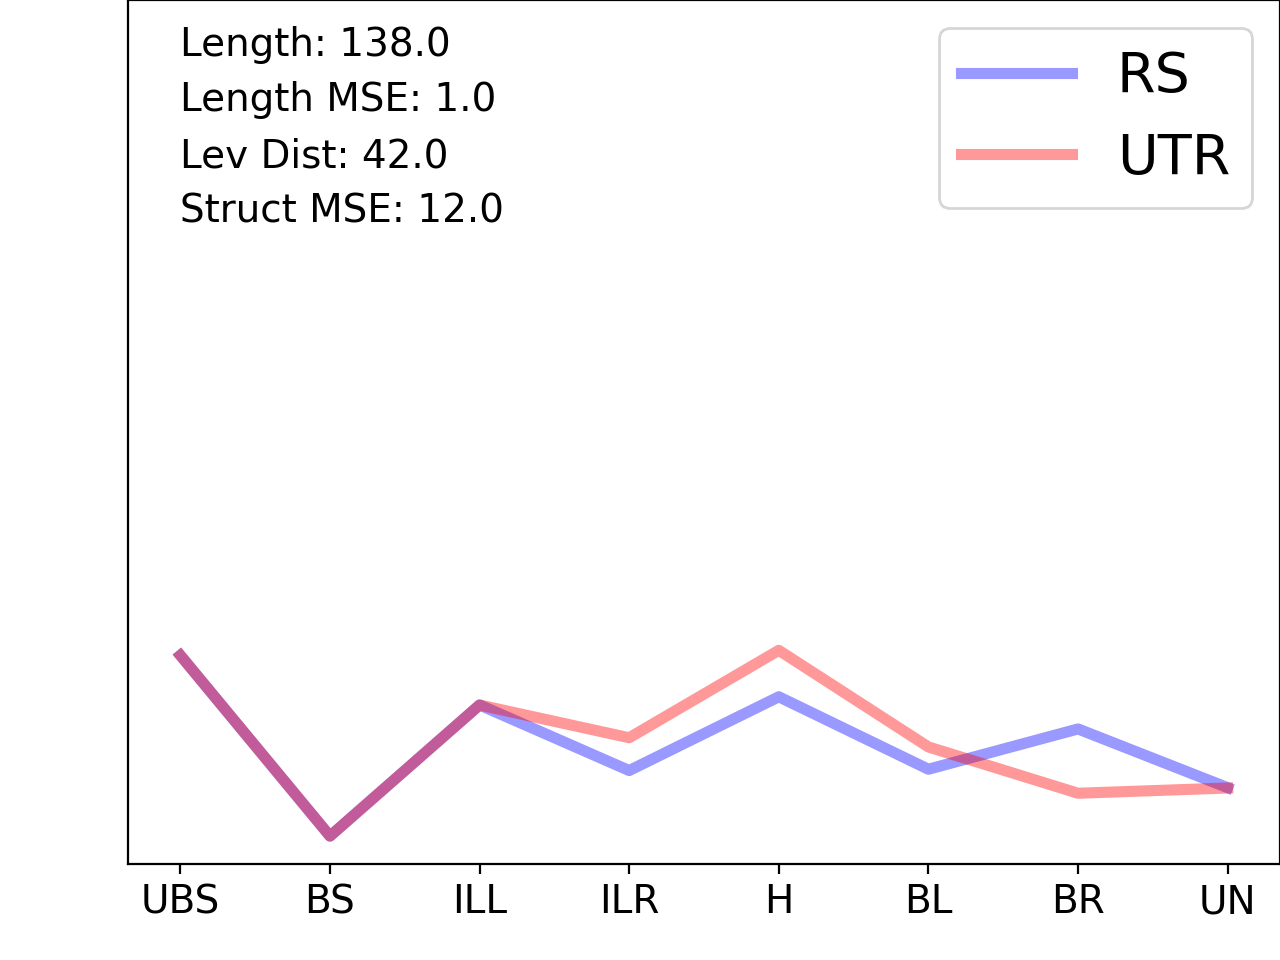 Length: 138.0
Length MSE: 1.0
Lev Dist: 42.0
Struct MSE: 12.0
RS
UTR
UBS BS ILL ILR H BL BR UN